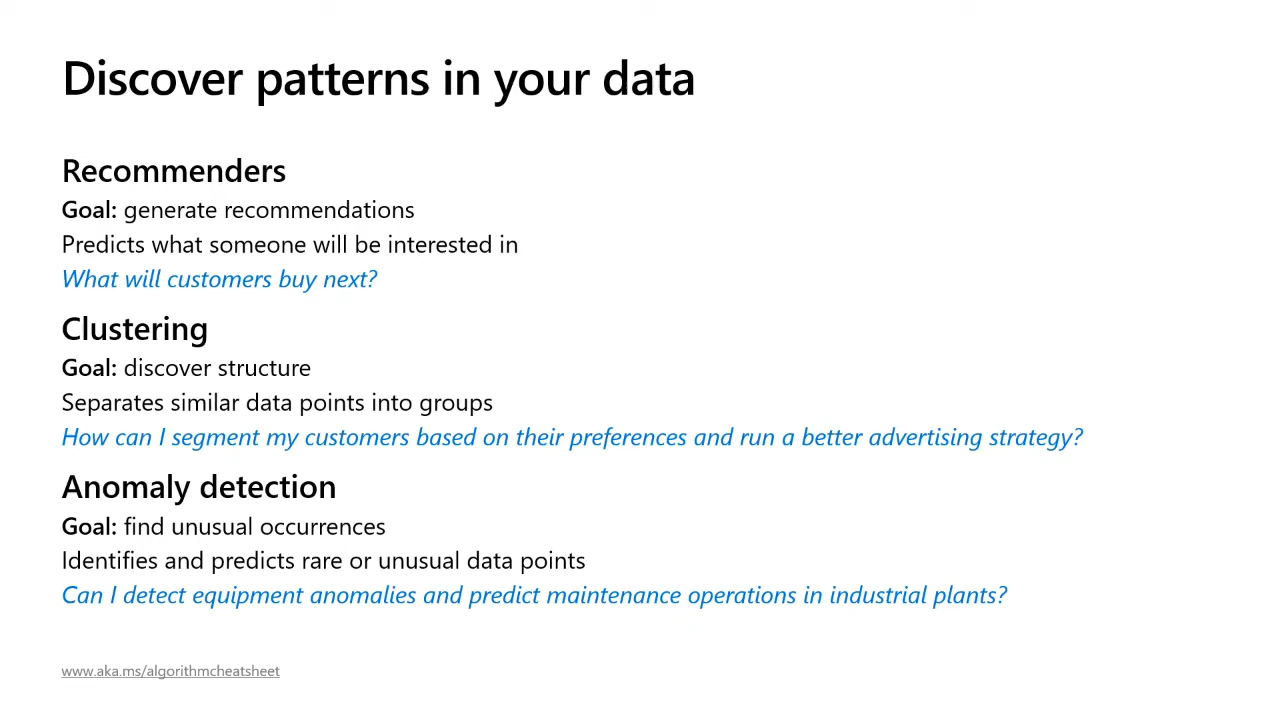 Discover patterns in your data
Recommenders
Goal: generate recommendations
Predicts what someone will be interested in
What will customers buy next?
Clustering
Goal: discover structure
Separates similar data points into groups
How can I segment my customers based on their preferences and run a better advertising strategy?
Anomaly detection
Goal: find unusual occurrences
Identifies and predicts rare or unusual data points
Can I detect equipment anomalies and predict maintenance operations in industrial plants?
www.aka.ms/algorithmcheatsheet